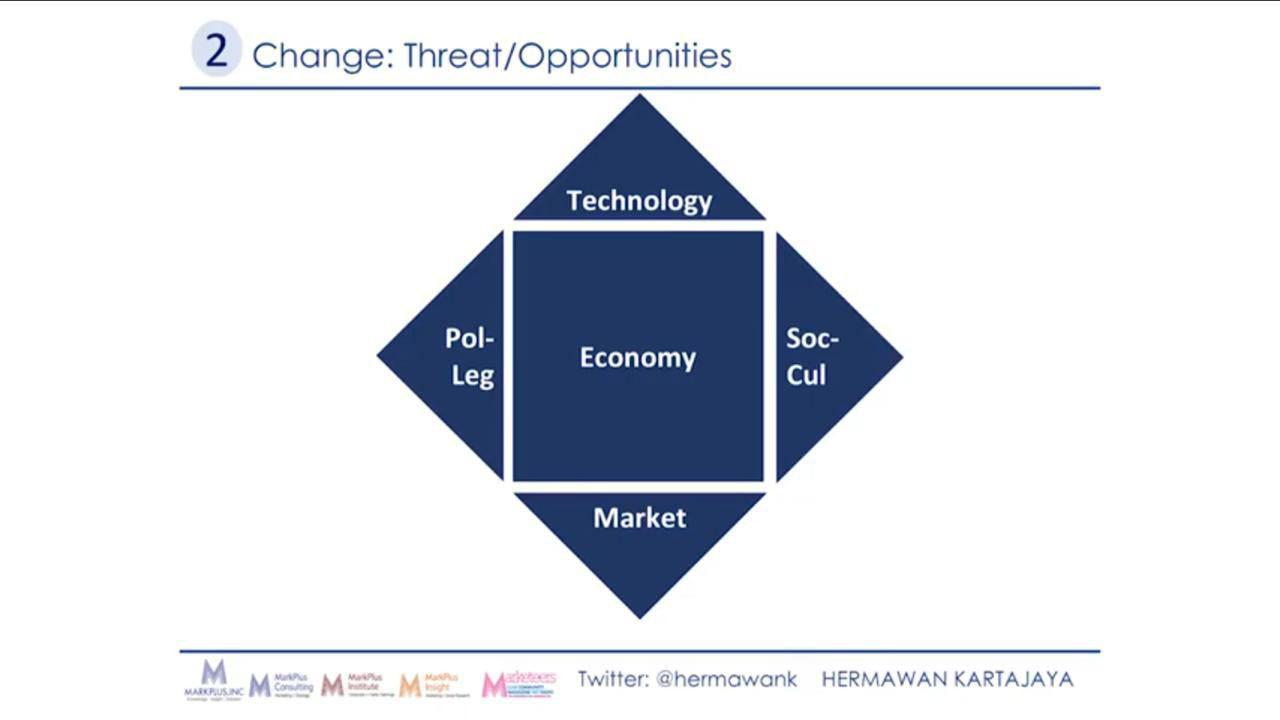 2 Change: Threat/Opportunities
Technology
Pol-
Leg
Economy
Soc-
Cul
Market
MARKPLUS,INC
MarkPlus
Consulting
MarkPlus
Institute
MarkPlus
Insight
Marketeers
Twitter: @hermawank HERMAWAN KARTAJAYA